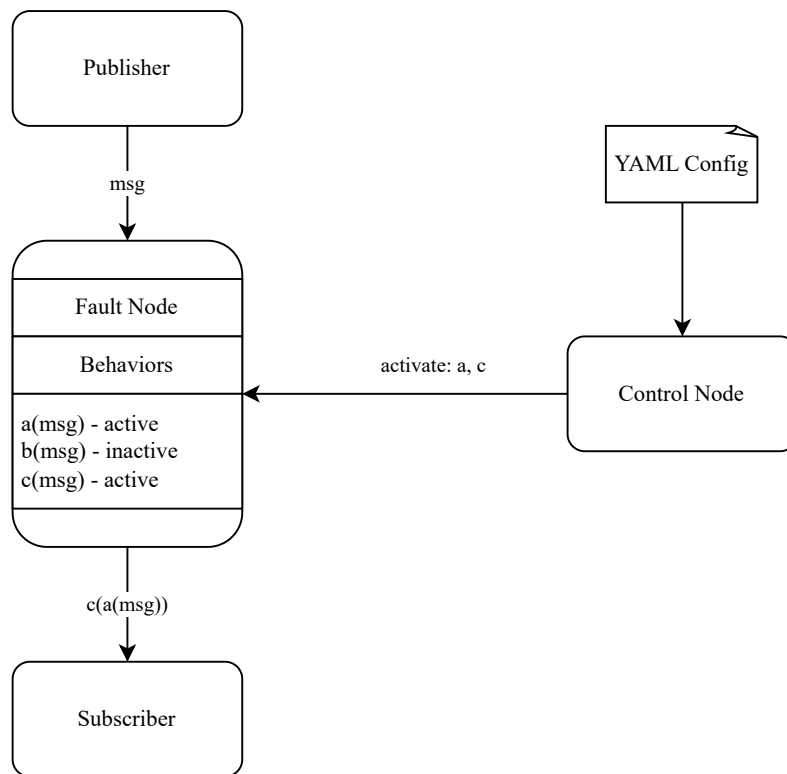 Publisher
msg
YAML Config
Fault Node
Behaviors
activate: a, c
Control Node
a(msg) - active
b(msg) - inactive
c(msg) - active
c(a(msg))
Subscriber